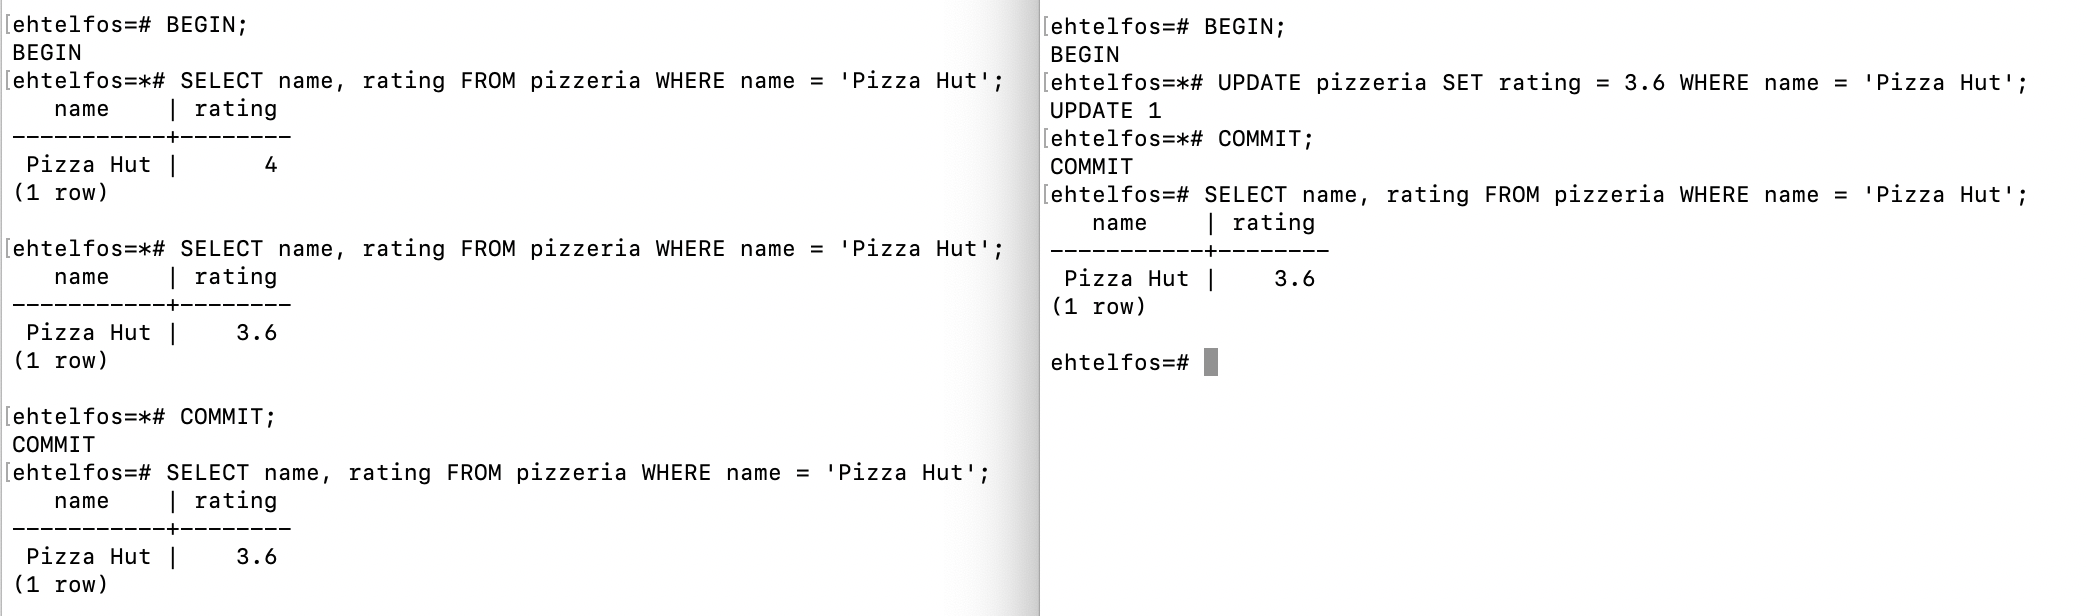 [ehtelfos=# BEGIN;
BEGIN
[ehtelfos=*# SELECT name, rating FROM pizzeria WHERE name = 'Pizza Hut';
   name    | rating
-----------+--------
 Pizza Hut |      4
(1 row)

[ehtelfos=*# SELECT name, rating FROM pizzeria WHERE name = 'Pizza Hut';
   name    | rating
-----------+--------
 Pizza Hut |    3.6
(1 row)

[ehtelfos=*# COMMIT;
COMMIT
[ehtelfos=# SELECT name, rating FROM pizzeria WHERE name = 'Pizza Hut';
   name    | rating
-----------+--------
 Pizza Hut |    3.6
(1 row)

[ehtelfos=# BEGIN;
BEGIN
[ehtelfos=*# UPDATE pizzeria SET rating = 3.6 WHERE name = 'Pizza Hut';
UPDATE 1
[ehtelfos=*# COMMIT;
COMMIT
[ehtelfos=# SELECT name, rating FROM pizzeria WHERE name = 'Pizza Hut';
   name    | rating
-----------+--------
 Pizza Hut |    3.6
(1 row)

ehtelfos=#